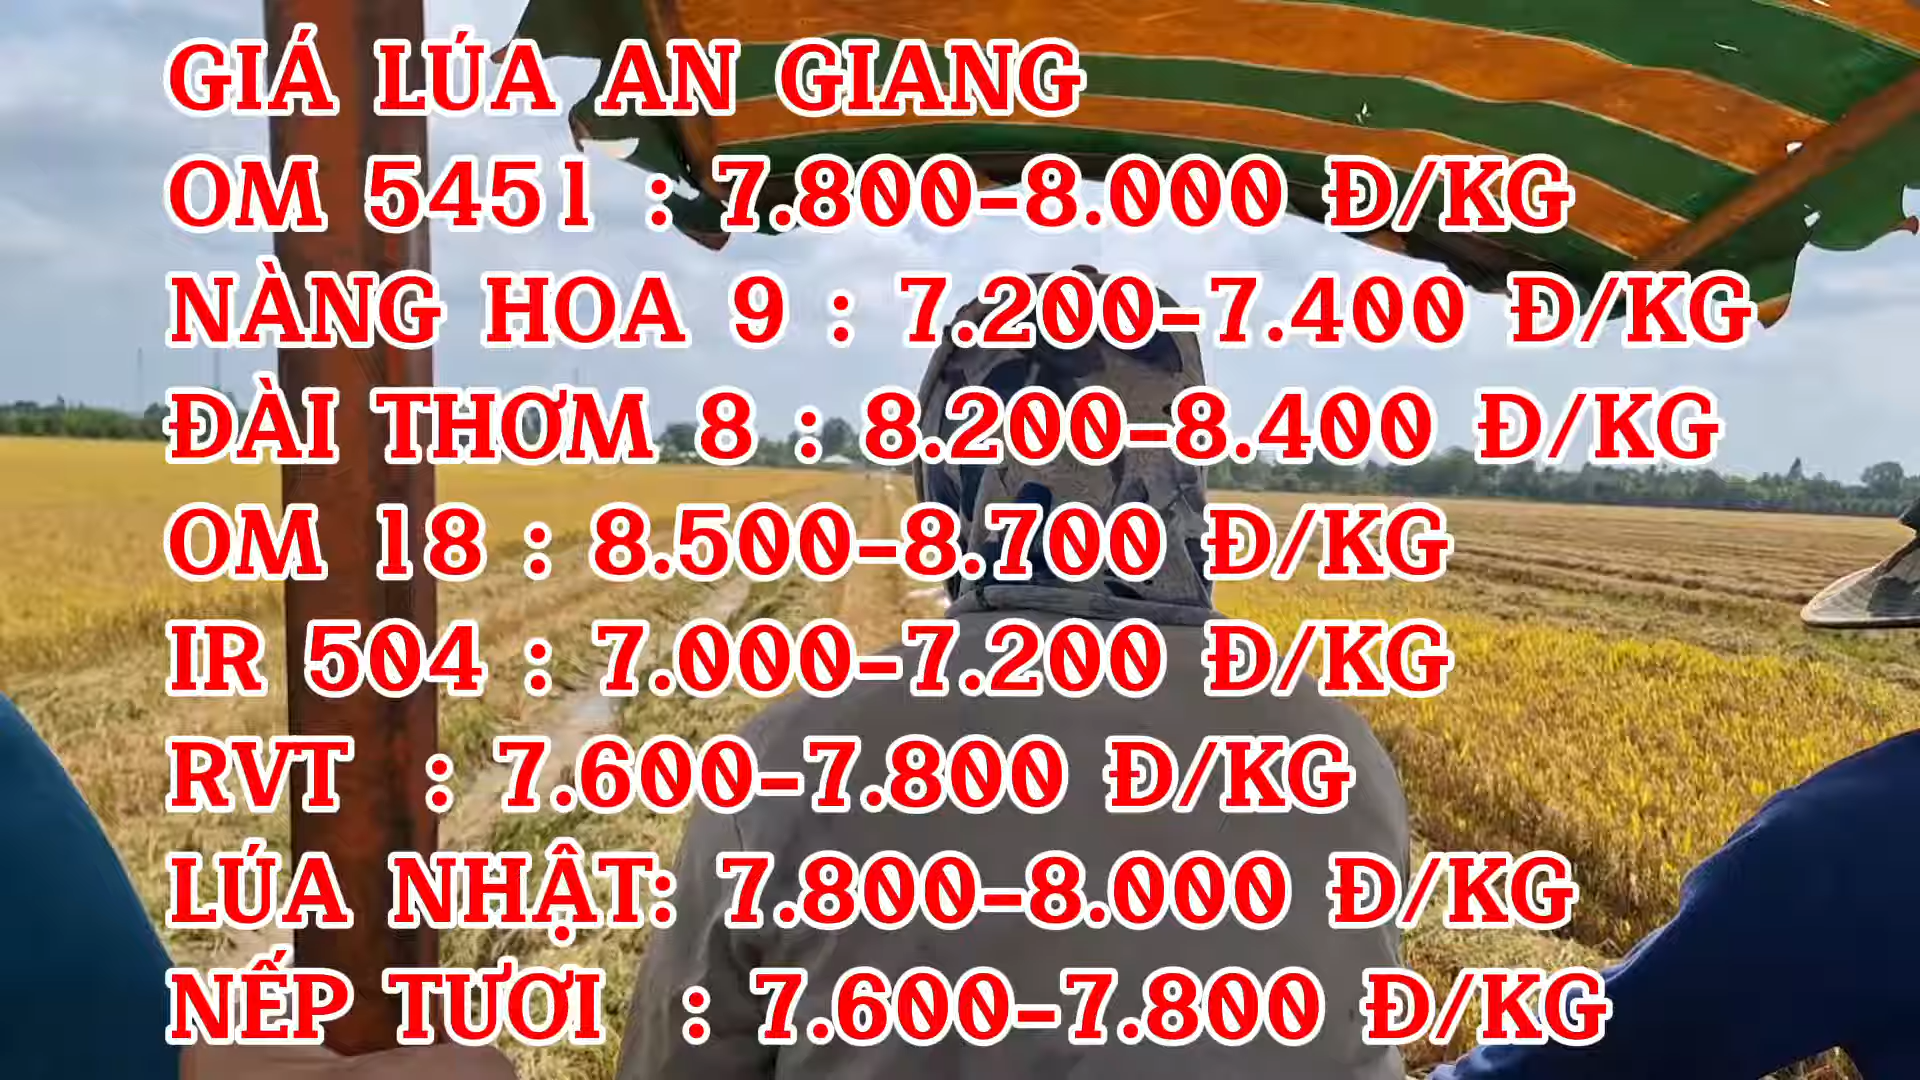 GIÁ LÚA AN GIANG
OM 5451 : 7.800-8.000 Đ/KG
NÀNG HOA 9 : 7.200-7.400 Đ/KG
ĐÀI THƠM 8 : 8.200-8.400 Đ/KG
OM 18 : 8.500-8.700 Đ/KG
IR 504 : 7.000-7.200 Đ/KG
RVT : 7.600-7.800 Đ/KG
LÚA NHẬT: 7.800-8.000 Đ/KG
NẾP TƯƠI : 7.600-7.800 Đ/KG